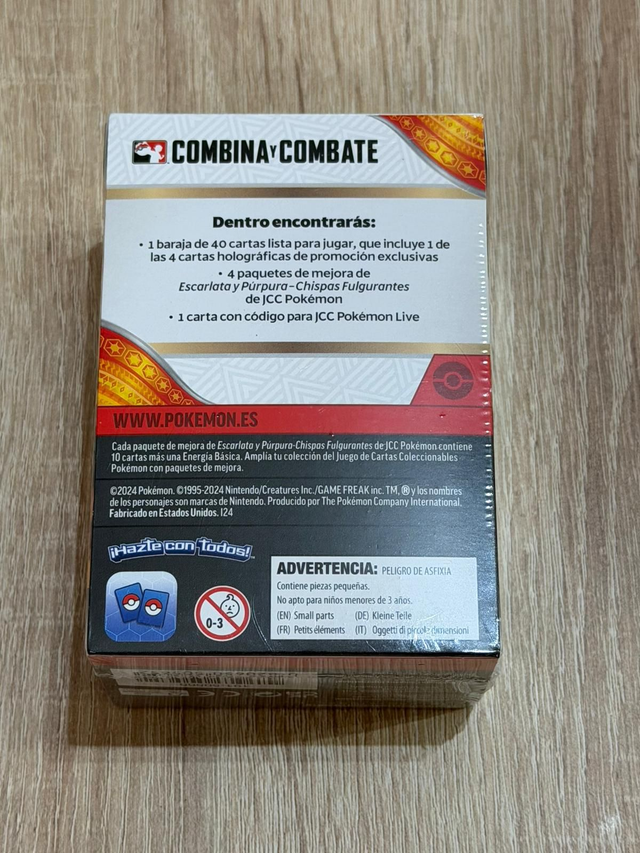 COMBINA Y COMBATE
Dentro encontrarás:
• 1 baraja de 40 cartas lista para jugar, que incluye 1 de
las 4 cartas holográficas de promoción exclusivas
• 4 paquetes de mejora de
Escarlata y Púrpura-Chispas Fulgurantes
de JCC Pokémon
• 1 carta con código para JCC Pokémon Live
WWW.POKEMON.ES
Cada paquete de mejora de Escarlata y Púrpura-Chispas Fulgurantes de JCC Pokémon contiene
10 cartas más una Energía Básica. Amplía tu colección del Juego de Cartas Coleccionables
Pokémon con paquetes de mejora.
©2024 Pokémon. ©1995-2024 Nintendo/Creatures Inc./GAME FREAK inc. TM, ® y los nombres
de los personajes son marcas de Nintendo. Producido por The Pokémon Company International.
Fabricado en Estados Unidos. I24
¡Hazte con Todos!™
0-3
ADVERTENCIA: PELIGRO DE ASFIXIA
Contiene piezas pequeñas.
No apto para niños menores de 3 años.
(EN) Small parts (DE) Kleine Teile
(FR) Petits éléments (IT) Oggetti di piccole dimensioni